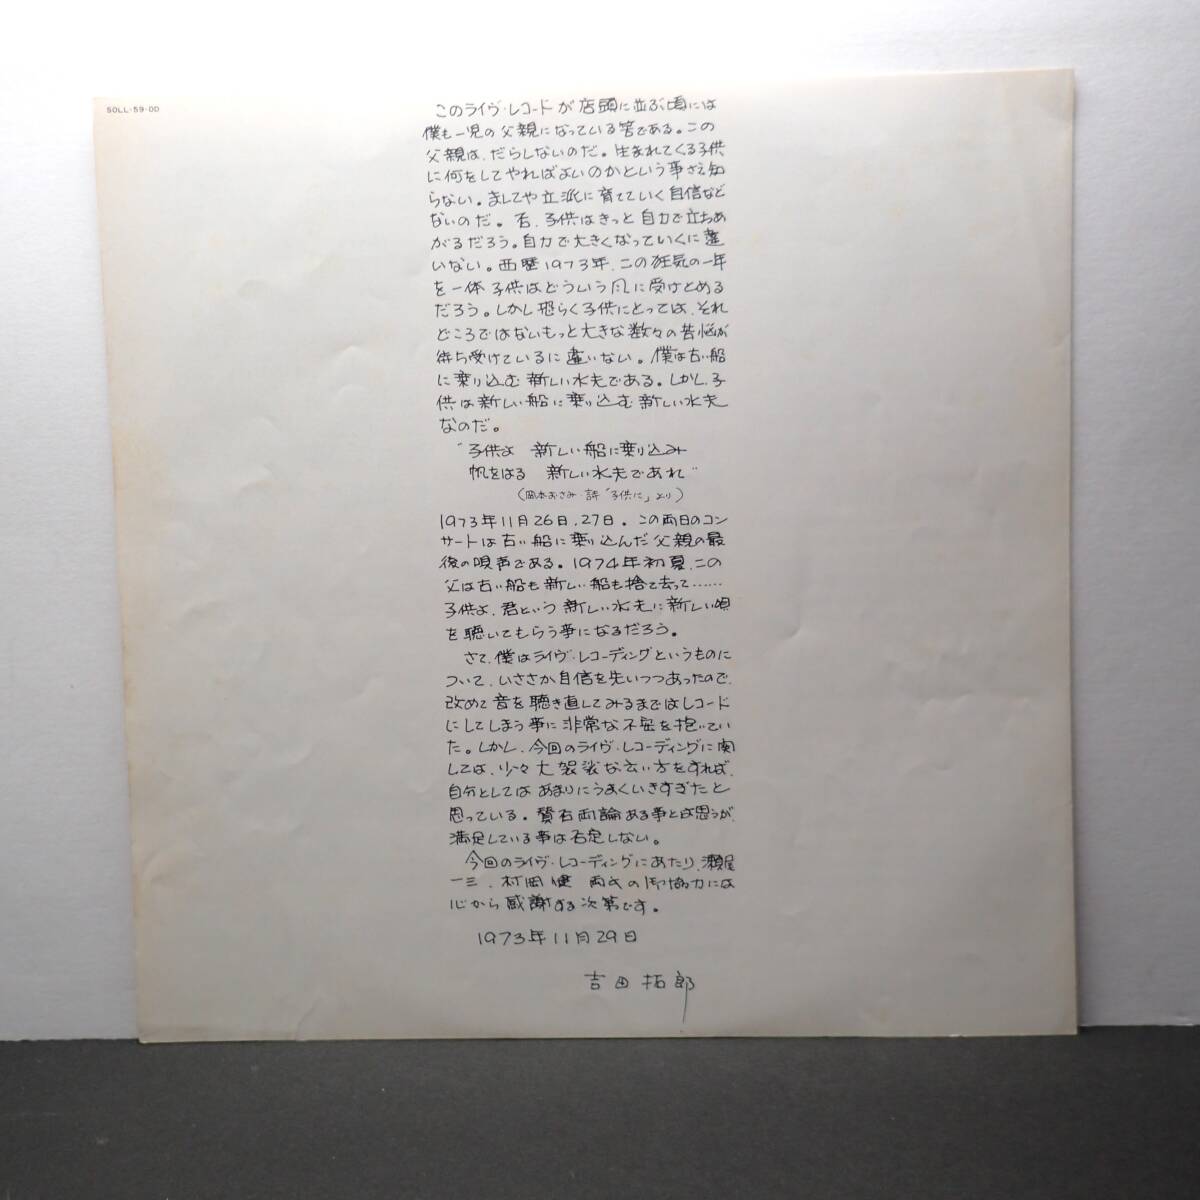 SOLL-59-OD
このライヴ・レコードが店頭に並ぶ頃には
僕も一児の父親になっている筈である。この
父親は、だらしないのだ。生まれてくる子供
に何をしてやればよいのかという事さえ知
らない。ましてや立派に育てていく自信など
ないのだ。否、子供はきっと自力で立ちあ
がるだろう。自力で大きくなっていくに違
いない。西歴1973年、この狂気の一年
を一体子供はどういう風に受けとめる
だろう。しかし恐らく子供にとっては、それ
どころではないもっと大きな数々の苦悩が
待ち受けているに違いない。僕は古い船
に乗り込む新しい水夫である。しかし、子
供は新しい船に乗り込む新しい水夫
なのだ。
“子供よ 新しい船に乗り込み
帆をはる 新しい水夫であれ”
(岡本おさみ・詩「子供に」より)
1973年11月26日、27日。この両日のコン
サートは古い船に乗り込んだ父親の最
後の唄声である。1974年初夏、この
父は古い船も新しい船も捨て去って……
子供よ、君という新しい水夫に新しい唄
を聴いてもらう事になるだろう。
さて、僕はライヴ・レコーディングというものに
ついて、いささか自信を失いつつあったので、
改めて音を聴き直してみるまではレコード
にしてしまう事に非常な不安を抱いてい
た。しかし、今回のライヴ・レコーディングに関
しては、少々大袈裟な云い方をすれば、
自分としてはあまりにうまくいきすぎたと
思っている。賛否両論ある事とは思うが、
満足している事は否定しない。
今回のライヴ・レコーディングにあたり、瀬尾
一三、村岡健 両氏の御協力には
心から感謝する次第です。
1973年11月29日
吉田拓郎